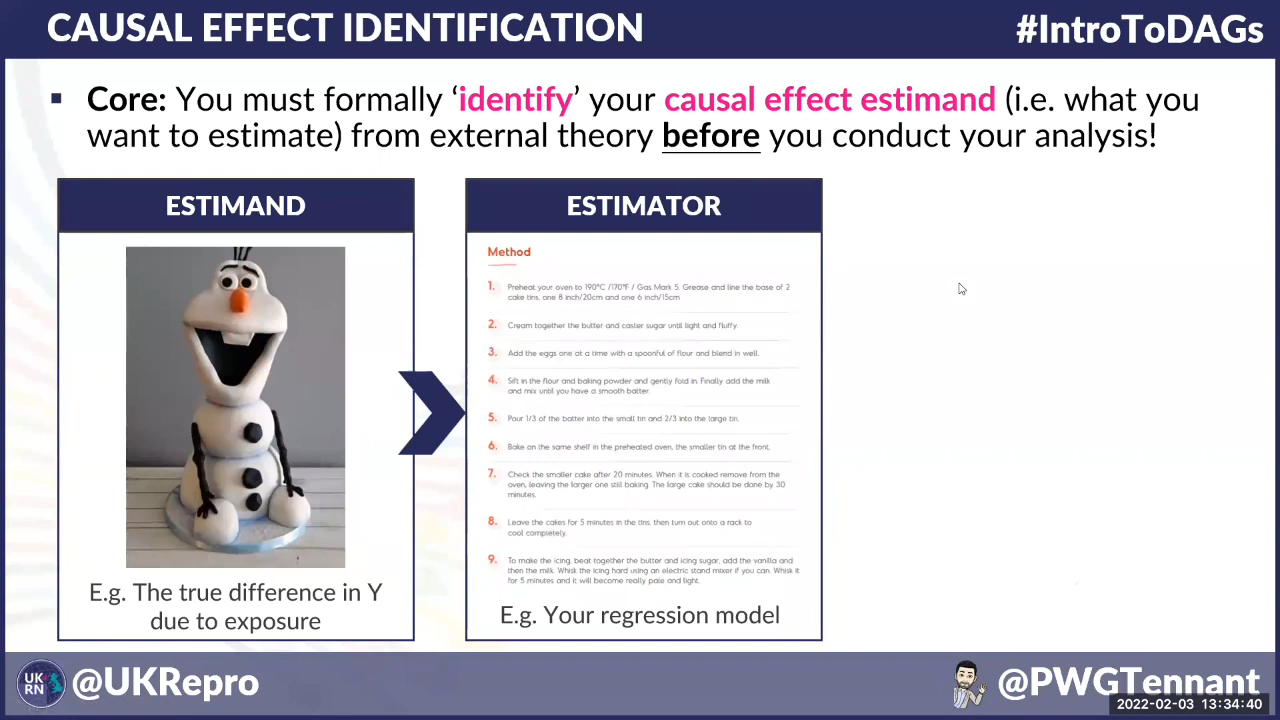 CAUSAL EFFECT IDENTIFICATION
#IntroToDAGs
Core: You must formally ‘identify’ your causal effect estimand (i.e. what you
want to estimate) from external theory before you conduct your analysis!
ESTIMAND
E.g. The true difference in Y
due to exposure
ESTIMATOR
Method
1. Preheat your oven to 190°C /170°F / Gas Mark 5. Grease and line the base of 2
cake tins, one 8 inch/20cm and one 6 inch/15cm
2. Cream together the butter and caster sugar until light and fluffy.
3. Add the eggs one at a time with a spoonful of flour and blend in well.
4. Sift in the flour and baking powder and gently fold in. Finally add the milk
and mix until you have a smooth batter.
5. Pour 1/3 of the batter into the small tin and 2/3 into the large tin.
6. Bake on the same shelf in the preheated oven, the smaller tin at the front.
7. Check the smaller cake after 20 minutes. When it is cooked remove from the
oven, leaving the larger one still baking. The large cake should be done by 30
minutes.
8. Leave the cakes for 5 minutes in the tins, then turn out onto a rack to
cool completely.
9. To make the icing, beat together the butter and icing sugar, add the vanilla and
then the milk. Whisk the icing hard using an electric stand mixer if you can. Whisk it
for 5 minutes and it will become really pale and light.
E.g. Your regression model
UK
RN
@UKRepro
@PWGTennant
2022-02-03 13:34:40